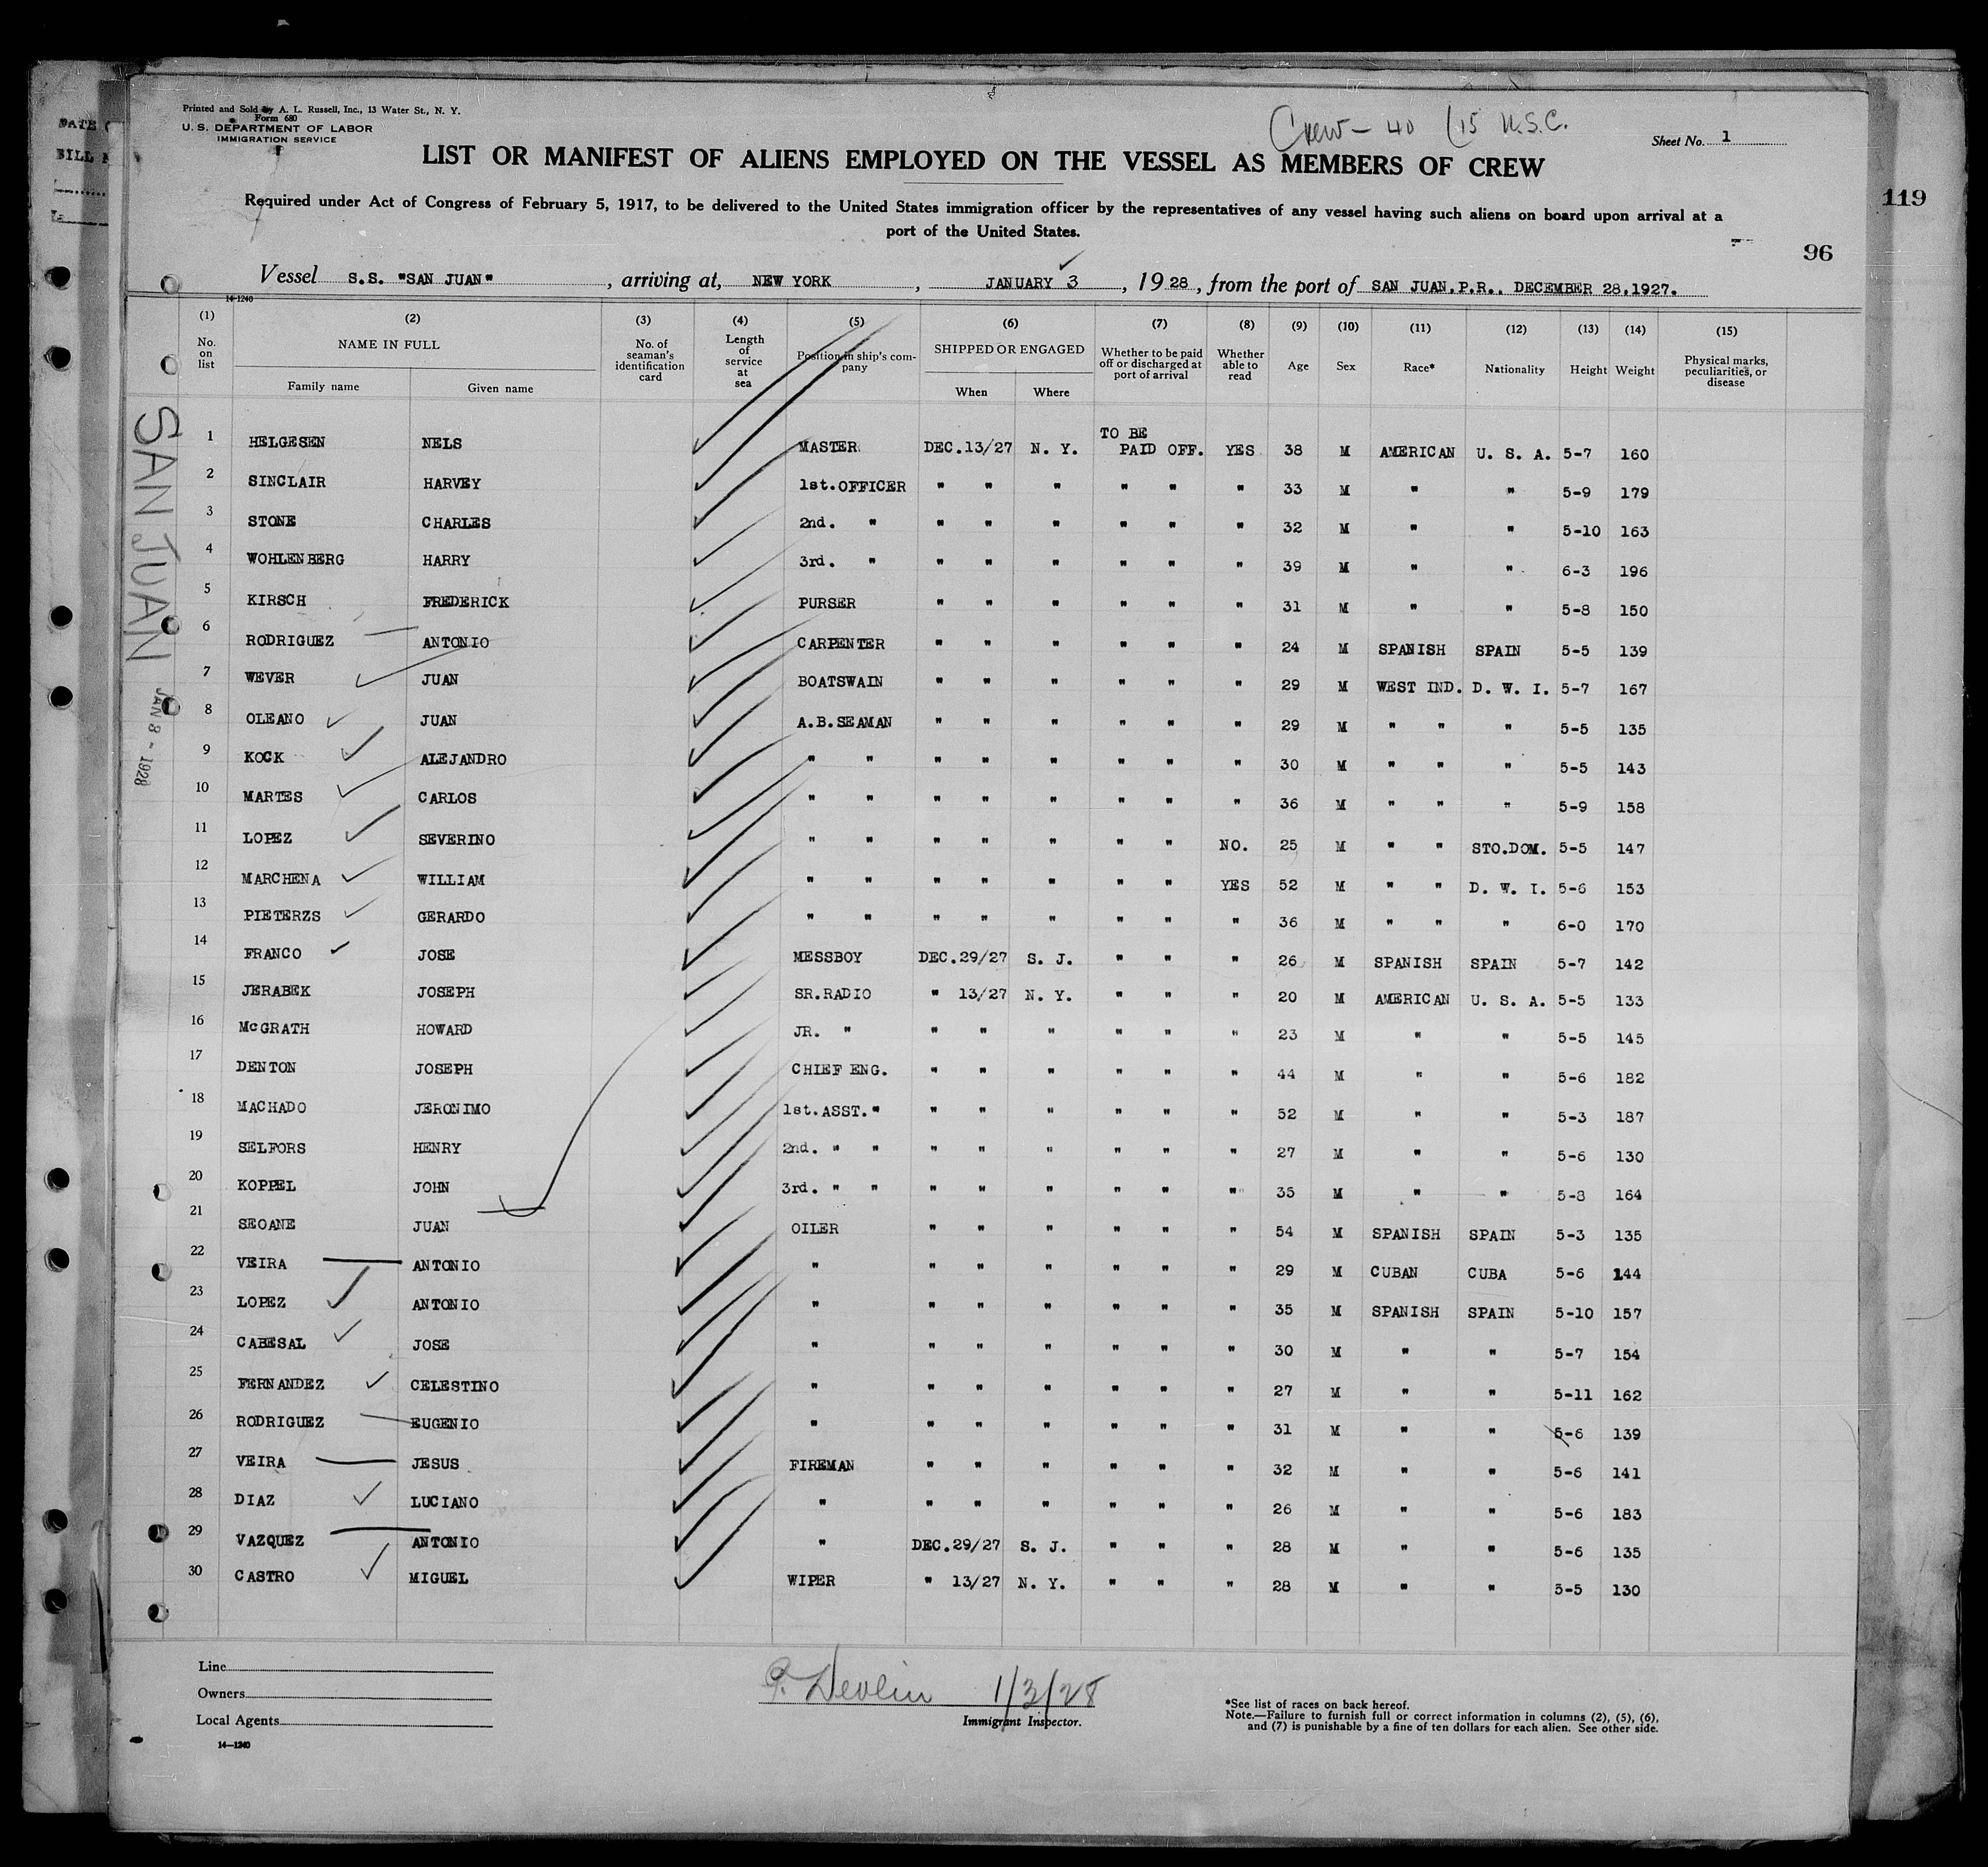 Printed and Sold by A. L. Russell, Inc., 13 Water St., N. Y.
Form 680
U. S. DEPARTMENT OF LABOR
IMMIGRATION SERVICE
Crew - 40 (15 U.S.C.
Sheet No. 1
LIST OR MANIFEST OF ALIENS EMPLOYED ON THE VESSEL AS MEMBERS OF CREW
119
Required under Act of Congress of February 5, 1917, to be delivered to the United States immigration officer by the representatives of any vessel having such aliens on board upon arrival at a
port of the United States.
96
Vessel S.S. "SAN JUAN", arriving at, NEW YORK, JANUARY 3, 1928, from the port of SAN JUAN, P.R., DECEMBER 28, 1927.
14-1240
(1) No. on list (2) NAME IN FULL Family name Given name (3) No. of seaman's identification card (4) Length of service at sea (5) Position in ship's company (6) SHIPPED OR ENGAGED When Where (7) Whether to be paid off or discharged at port of arrival (8) Whether able to read (9) Age (10) Sex (11) Race* (12) Nationality (13) Height (14) Weight (15) Physical marks, peculiarities, or disease
1 HELGESEN NELS MASTER DEC.13/27 N. Y. TO BE PAID OFF. YES 38 M AMERICAN U. S. A. 5-7 160
2 SINCLAIR HARVEY 1st.OFFICER " " " " " " 33 M " " 5-9 179
3 STONE CHARLES 2nd. " " " " " " " 32 M " " 5-10 163
4 WOHLENBERG HARRY 3rd. " " " " " " " 39 M " " 6-3 196
5 KIRSCH FREDERICK PURSER " " " " " " 31 M " " 5-8 150
6 RODRIGUEZ ANTONIO CARPENTER " " " " " " 24 M SPANISH SPAIN 5-5 139
7 WEVER JUAN BOATSWAIN " " " " " " 29 M WEST IND. D. W. I. 5-7 167
8 OLEANO JUAN A.B.SEAMAN " " " " " " 29 M " " " 5-5 135
9 KOCK ALEJANDRO " " " " " " " " 30 M " " " 5-5 143
10 MARTES CARLOS " " " " " " " " 36 M " " " 5-9 158
11 LOPEZ SEVERINO " " " " " " " NO. 25 M " " STO.DOM. 5-5 147
12 MARCHENA WILLIAM " " " " " " " YES 52 M " " D. W. I. 5-6 153
13 PIETERZS GERARDO " " " " " " " " 36 M " " " 6-0 170
14 FRANCO JOSE MESSBOY DEC.29/27 S. J. " " " 26 M SPANISH SPAIN 5-7 142
15 JERABEK JOSEPH SR.RADIO " 13/27 N. Y. " " " 20 M AMERICAN U. S. A. 5-5 133
16 McGRATH HOWARD JR. " " " " " " " 23 M " " 5-5 145
17 DENTON JOSEPH CHIEF ENG. " " " " " " 44 M " " 5-6 182
18 MACHADO JERONIMO 1st.ASST." " " " " " " 52 M " " 5-3 187
19 SELFORS HENRY 2nd. " " " " " " " " 27 M " " 5-6 130
20 KOPPEL JOHN 3rd. " " " " " " " " 35 M " " 5-8 164
21 SEOANE JUAN OILER " " " " " " 54 M SPANISH SPAIN 5-3 135
22 VEIRA ANTONIO " " " " " " " 29 M CUBAN CUBA 5-6 144
23 LOPEZ ANTONIO " " " " " " " 35 M SPANISH SPAIN 5-10 157
24 CABESAL JOSE " " " " " " " 30 M " " 5-7 154
25 FERNANDEZ CELESTINO " " " " " " " 27 M " " 5-11 162
26 RODRIGUEZ EUGENIO " " " " " " " 31 M " " 5-6 139
27 VEIRA JESUS FIREMAN " " " " " " 32 M " " 5-6 141
28 DIAZ LUCIANO " " " " " " " 26 M " " 5-6 183
29 VAZQUEZ ANTONIO " DEC.29/27 S. J. " " " 28 M " " 5-6 135
30 CASTRO MIGUEL WIPER " 13/27 N. Y. " " " 28 M " " 5-5 130
SAN JUAN
JAN 8 - 1928
Line
Owners
Local Agents
14-1240
P. Devlin 1/3/28
Immigrant Inspector.
*See list of races on back hereof.
Note.—Failure to furnish full or correct information in columns (2), (5), (6),
and (7) is punishable by a fine of ten dollars for each alien. See other side.